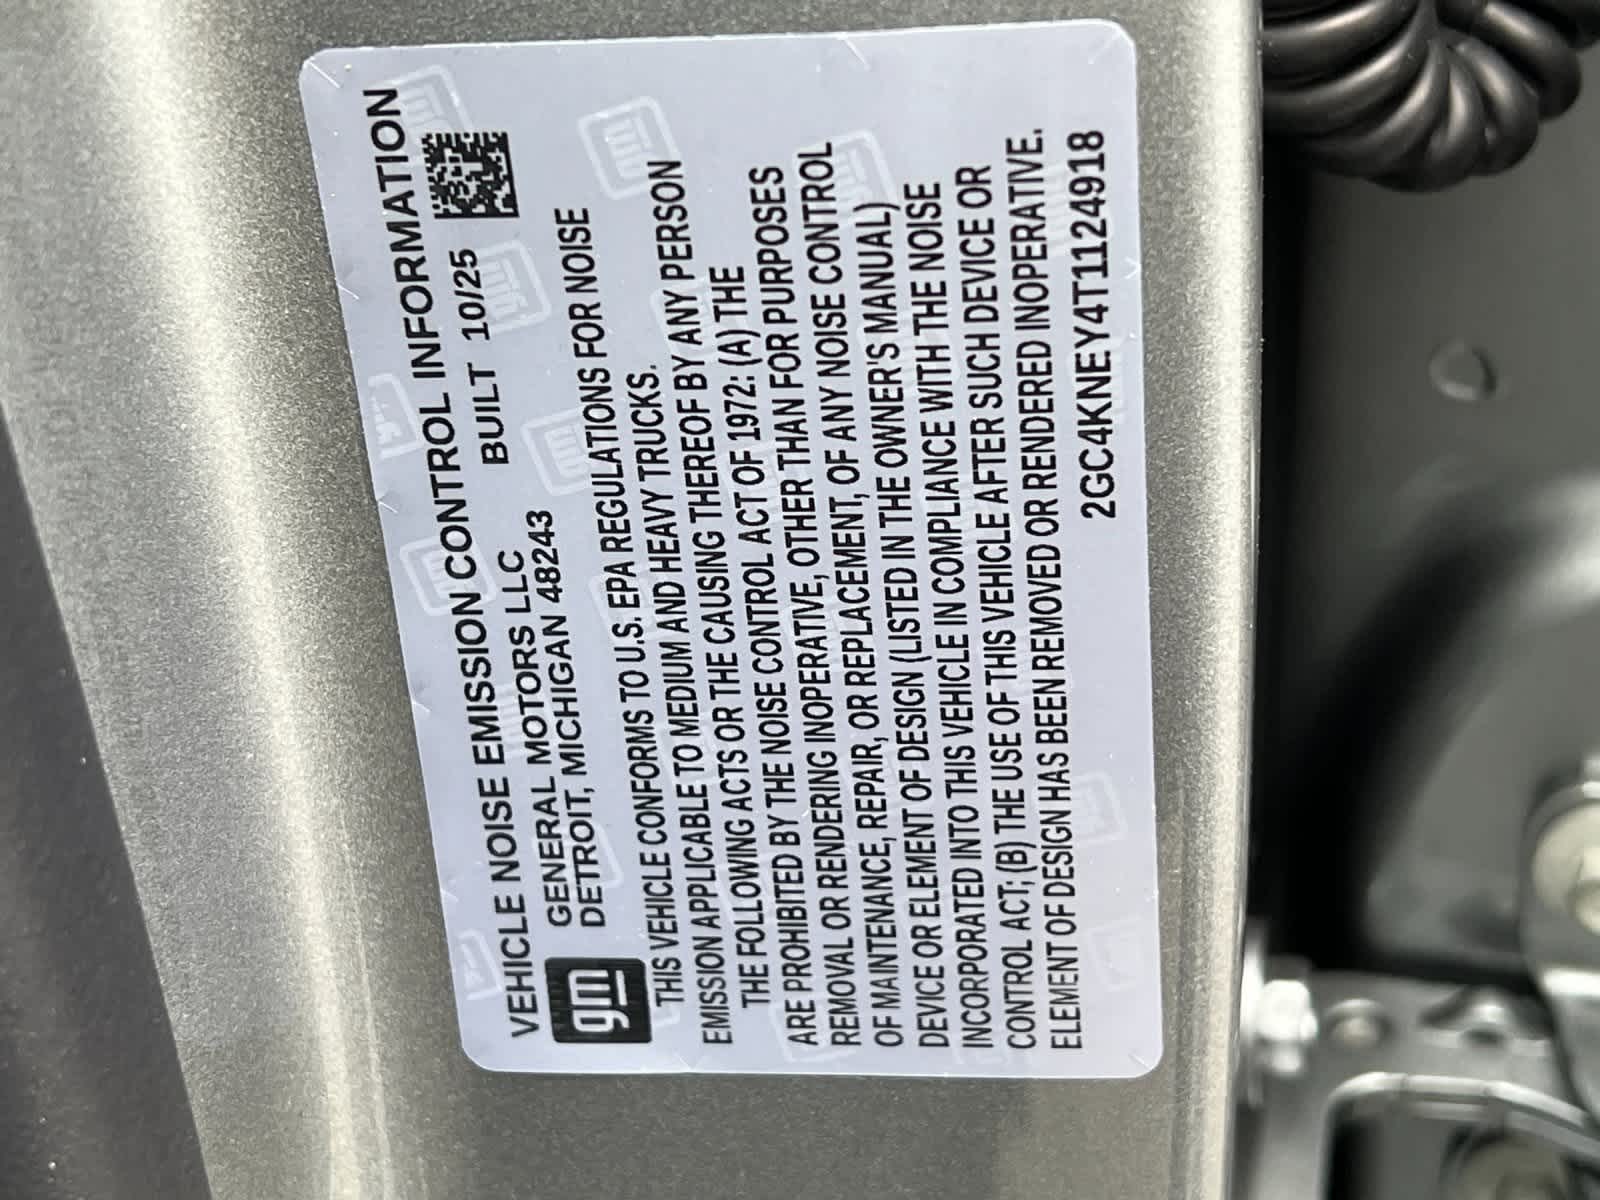 VEHICLE NOISE EMISSION CONTROL INFORMATION
GENERAL MOTORS LLC BUILT 10/25
DETROIT, MICHIGAN 48243
gm
THIS VEHICLE CONFORMS TO U.S. EPA REGULATIONS FOR NOISE
EMISSION APPLICABLE TO MEDIUM AND HEAVY TRUCKS.
THE FOLLOWING ACTS OR THE CAUSING THEREOF BY ANY PERSON
ARE PROHIBITED BY THE NOISE CONTROL ACT OF 1972: (A) THE
REMOVAL OR RENDERING INOPERATIVE, OTHER THAN FOR PURPOSES
OF MAINTENANCE, REPAIR, OR REPLACEMENT, OF ANY NOISE CONTROL
DEVICE OR ELEMENT OF DESIGN (LISTED IN THE OWNER'S MANUAL)
INCORPORATED INTO THIS VEHICLE IN COMPLIANCE WITH THE NOISE
CONTROL ACT; (B) THE USE OF THIS VEHICLE AFTER SUCH DEVICE OR
ELEMENT OF DESIGN HAS BEEN REMOVED OR RENDERED INOPERATIVE.
2GC4KNEY4T1124918